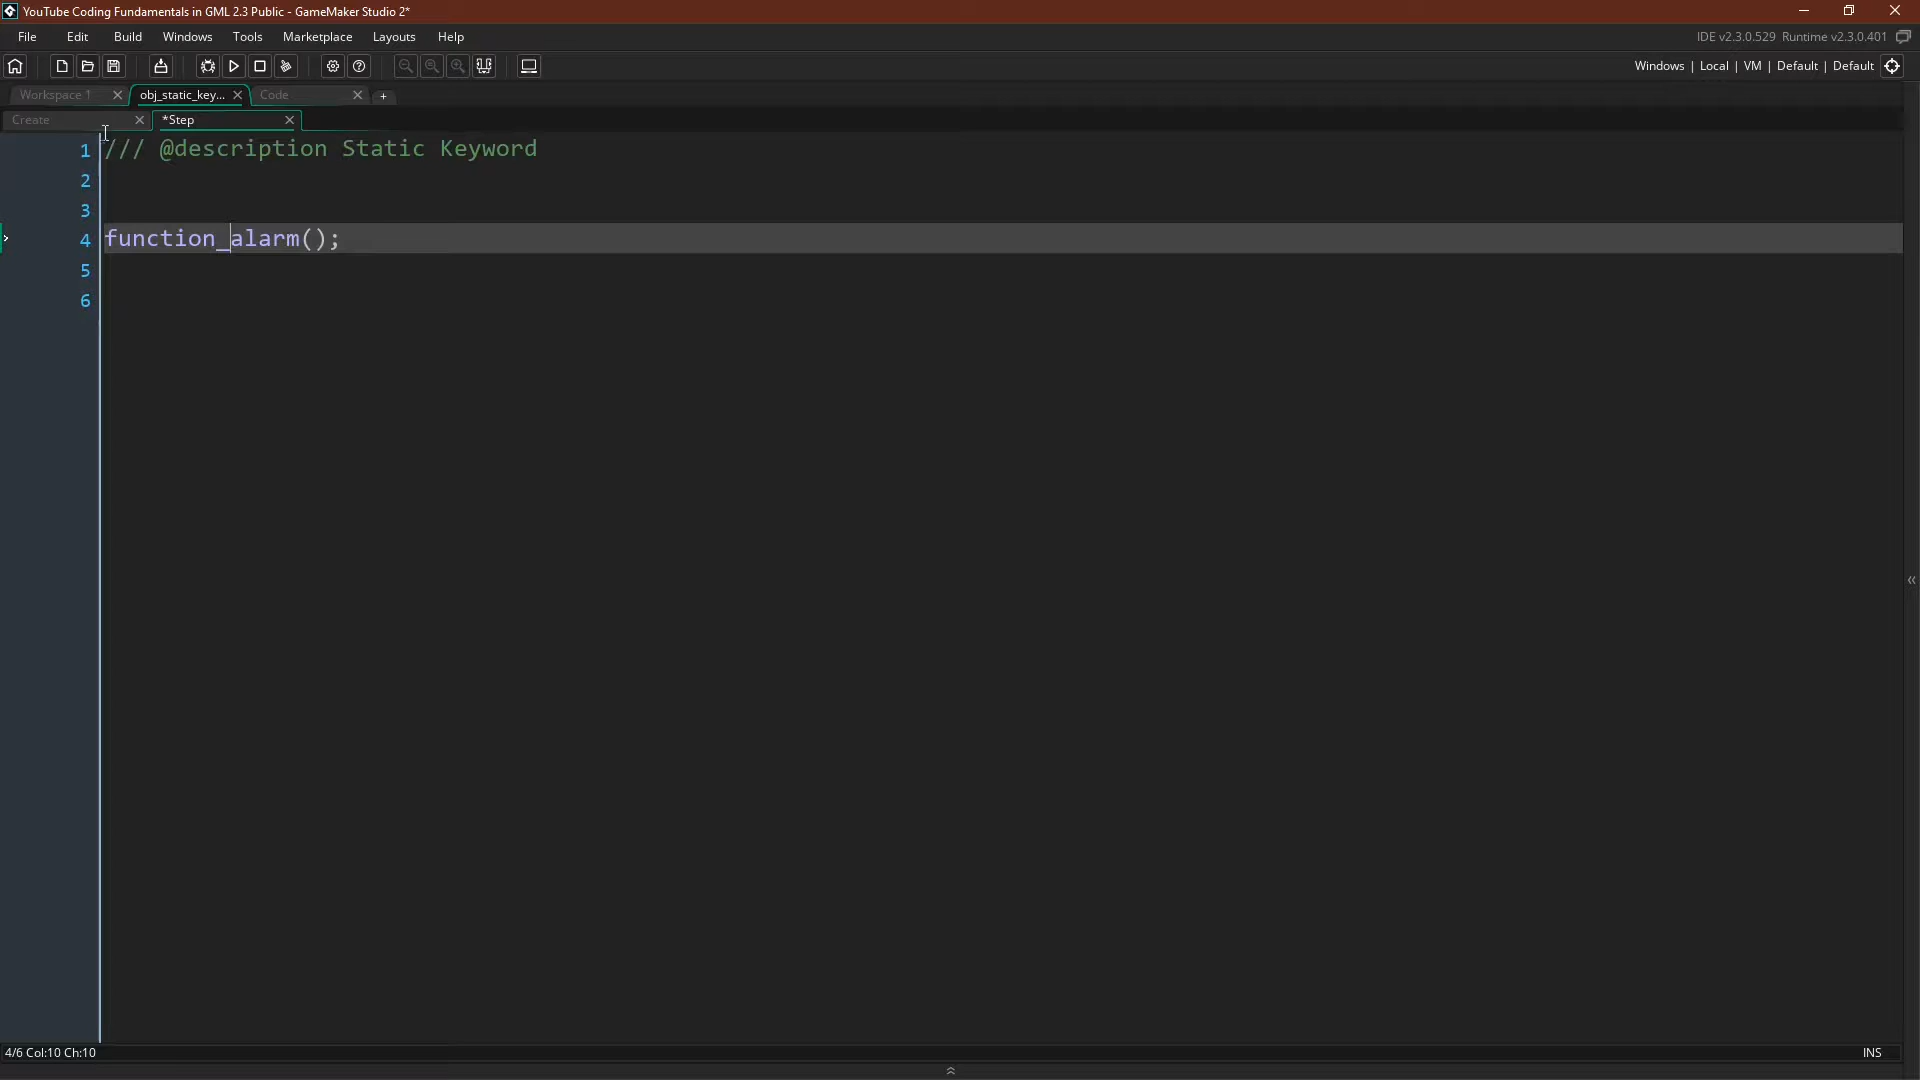 YouTube Coding Fundamentals in GML 2.3 Public - GameMaker Studio 2*
File Edit Build Windows Tools Marketplace Layouts Help
IDE v2.3.0.529 Runtime v2.3.0.401
Windows | Local | VM | Default | Default
Workspace 1 obj_static_key... Code +
Create *Step
1 /// @description Static Keyword
2
3
4 function_alarm();
5
6
4/6 Col:10 Ch:10 INS